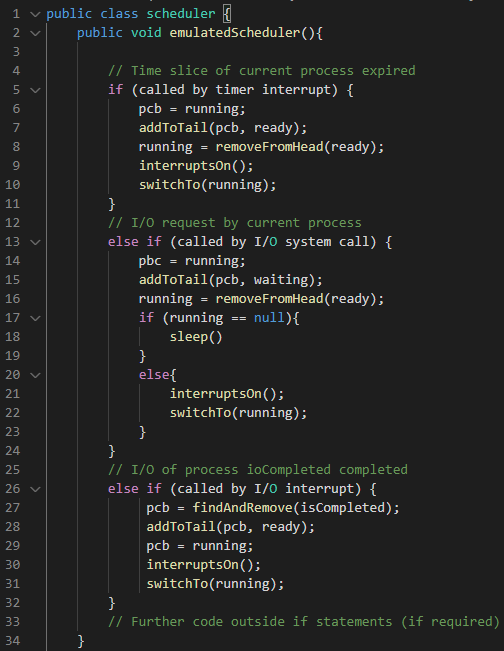 1 public class scheduler {
2 public void emulatedScheduler(){
3
4 // Time slice of current process expired
5 if (called by timer interrupt) {
6 pcb = running;
7 addToTail(pcb, ready);
8 running = removeFromHead(ready);
9 interruptsOn();
10 switchTo(running);
11 }
12 // I/O request by current process
13 else if (called by I/O system call) {
14 pbc = running;
15 addToTail(pcb, waiting);
16 running = removeFromHead(ready);
17 if (running == null){
18 sleep()
19 }
20 else{
21 interruptsOn();
22 switchTo(running);
23 }
24 }
25 // I/O of process ioCompleted completed
26 else if (called by I/O interrupt) {
27 pcb = findAndRemove(isCompleted);
28 addToTail(pcb, ready);
29 pcb = running;
30 interruptsOn();
31 switchTo(running);
32 }
33 // Further code outside if statements (if required)
34 }